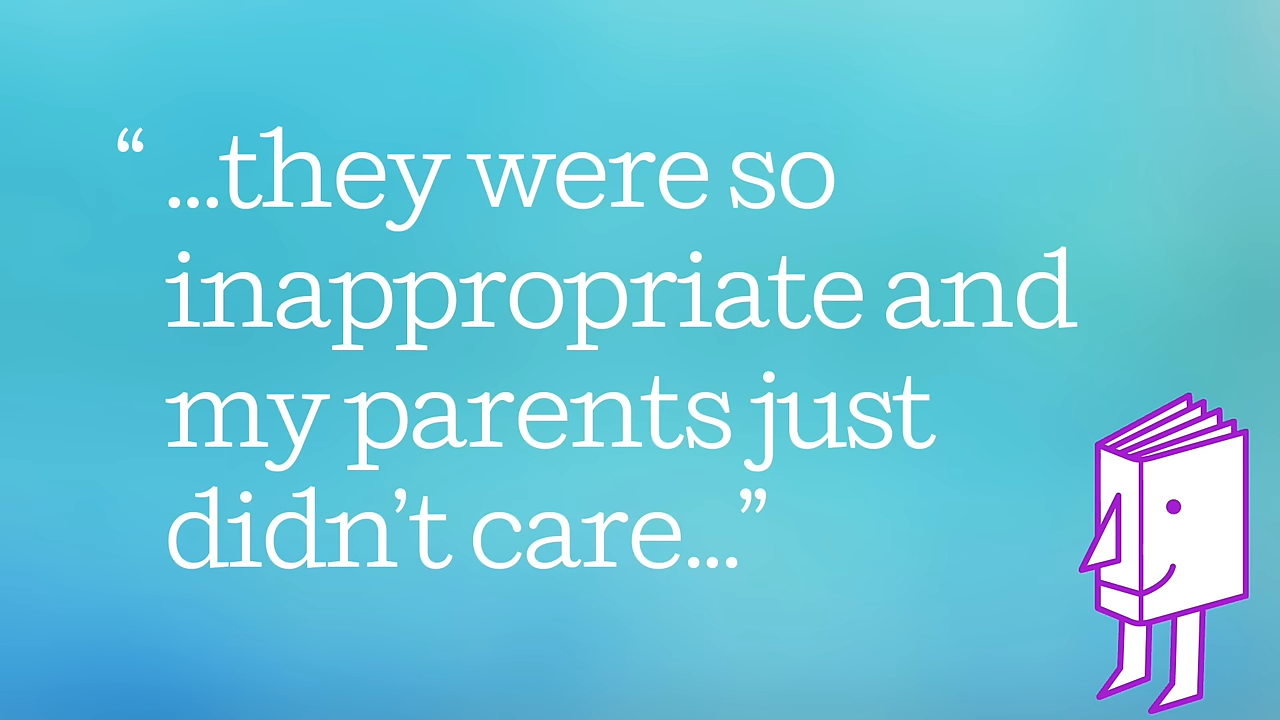 “ ...they were so
inappropriate and
my parents just
didn’t care...”